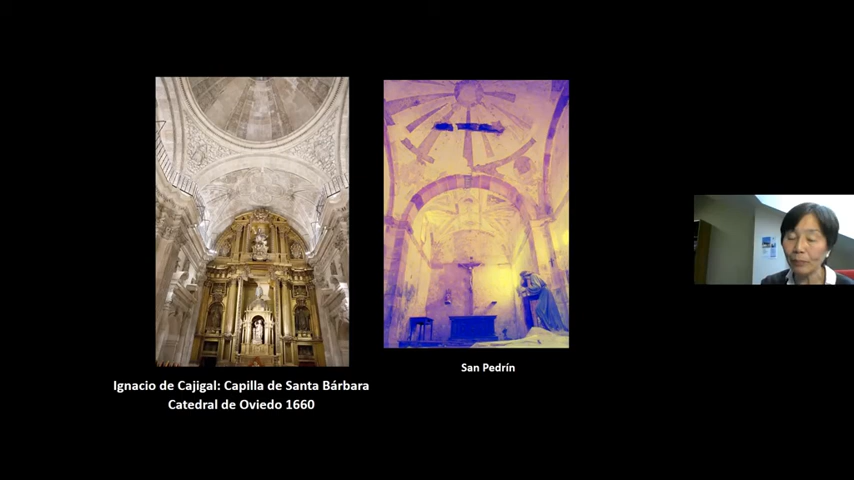 Ignacio de Cajigal: Capilla de Santa Bárbara
Catedral de Oviedo 1660
San Pedrín